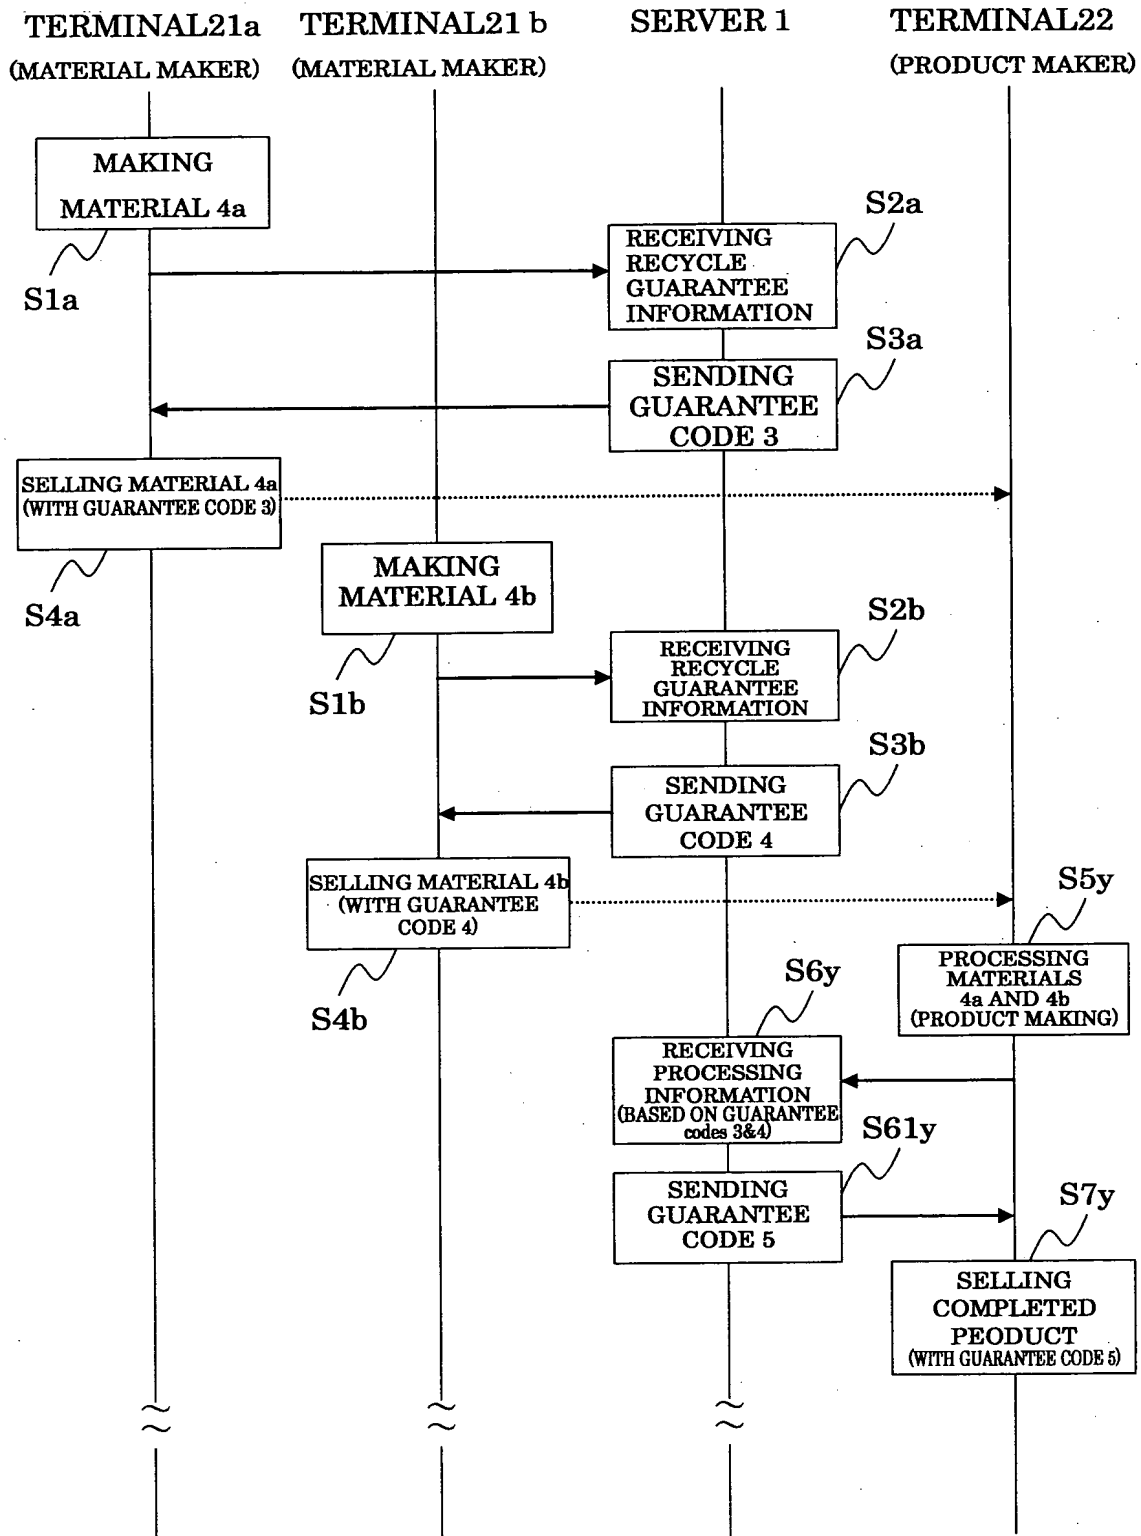 TERMINAL21a
(MATERIAL MAKER)
TERMINAL21 b
(MATERIAL MAKER)
SERVER 1
TERMINAL22
(PRODUCT MAKER)
MAKING
MATERIAL 4a
S1a
S2a
RECEIVING
RECYCLE
GUARANTEE
INFORMATION
S3a
SENDING
GUARANTEE
CODE 3
SELLING MATERIAL 4a
(WITH GUARANTEE CODE 3)
S4a
MAKING
MATERIAL 4b
S1b
S2b
RECEIVING
RECYCLE
GUARANTEE
INFORMATION
S3b
SENDING
GUARANTEE
CODE 4
SELLING MATERIAL 4b
(WITH GUARANTEE
CODE 4)
S4b
S5y
PROCESSING
MATERIALS
4a AND 4b
(PRODUCT MAKING)
S6y
RECEIVING
PROCESSING
INFORMATION
(BASED ON GUARANTEE
codes 3&4)
S61y
SENDING
GUARANTEE
CODE 5
S7y
SELLING
COMPLETED
PEODUCT
(WITH GUARANTEE CODE 5)